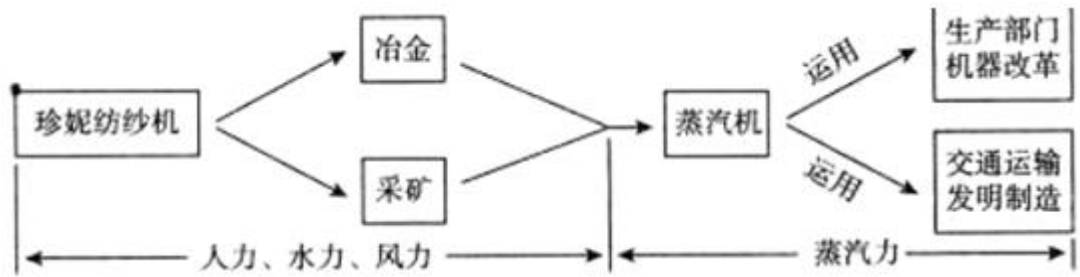 珍妮纺纱机
冶金
采矿
蒸汽机
运用
运用
生产部门
机器改革
交通运输
发明制造
人力、水力、风力
蒸汽力